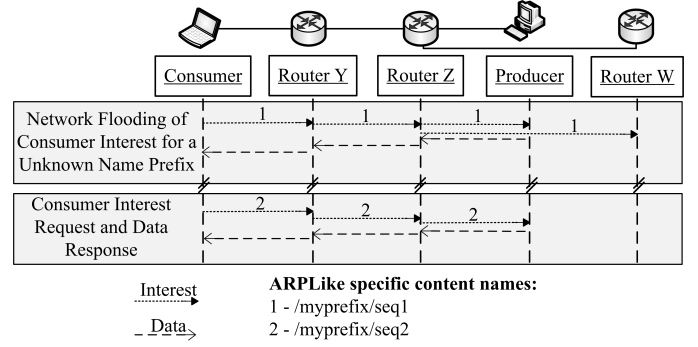 Consumer Router Y Router Z Producer Router W
Network Flooding of
Consumer Interest for a
Unknown Name Prefix
1 1 1 1
Consumer Interest
Request and Data
Response
2 2 2
Interest
Data
ARPLike specific content names:
1 - /myprefix/seq1
2 - /myprefix/seq2